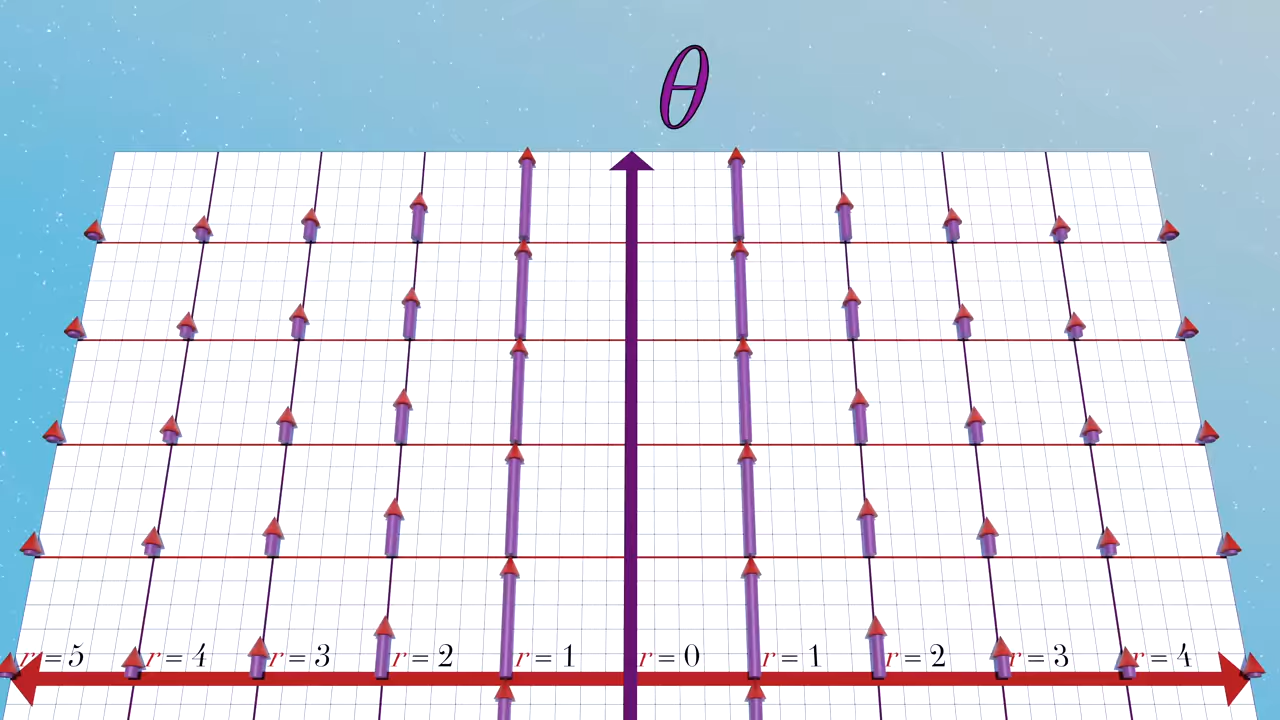 θ
r = 5 r = 4 r = 3 r = 2 r = 1 r = 0 r = 1 r = 2 r = 3 r = 4